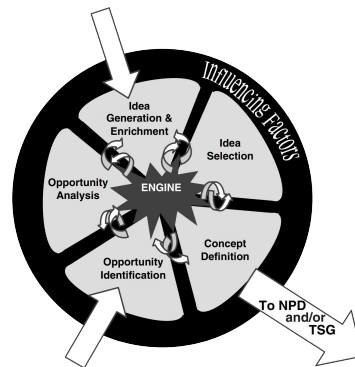 Influencing Factors
Idea
Generation &
Enrichment
Idea
Selection
Opportunity
Analysis
ENGINE
Opportunity
Identification
Concept
Definition
To NPD
and/or
TSG